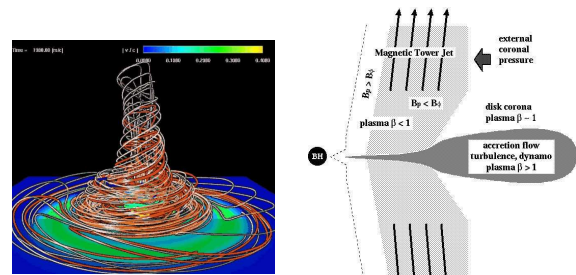 Time = 1380.00 [rs/c]
[ v / c ]
0.0000 0.1000 0.2000 0.3000 0.4000
Magnetic Tower Jet
external
coronal
pressure
Bp > Bϕ
Bp < Bϕ
plasma β < 1
disk corona
plasma β ~ 1
BH
accretion flow
turbulence, dynamo
plasma β > 1